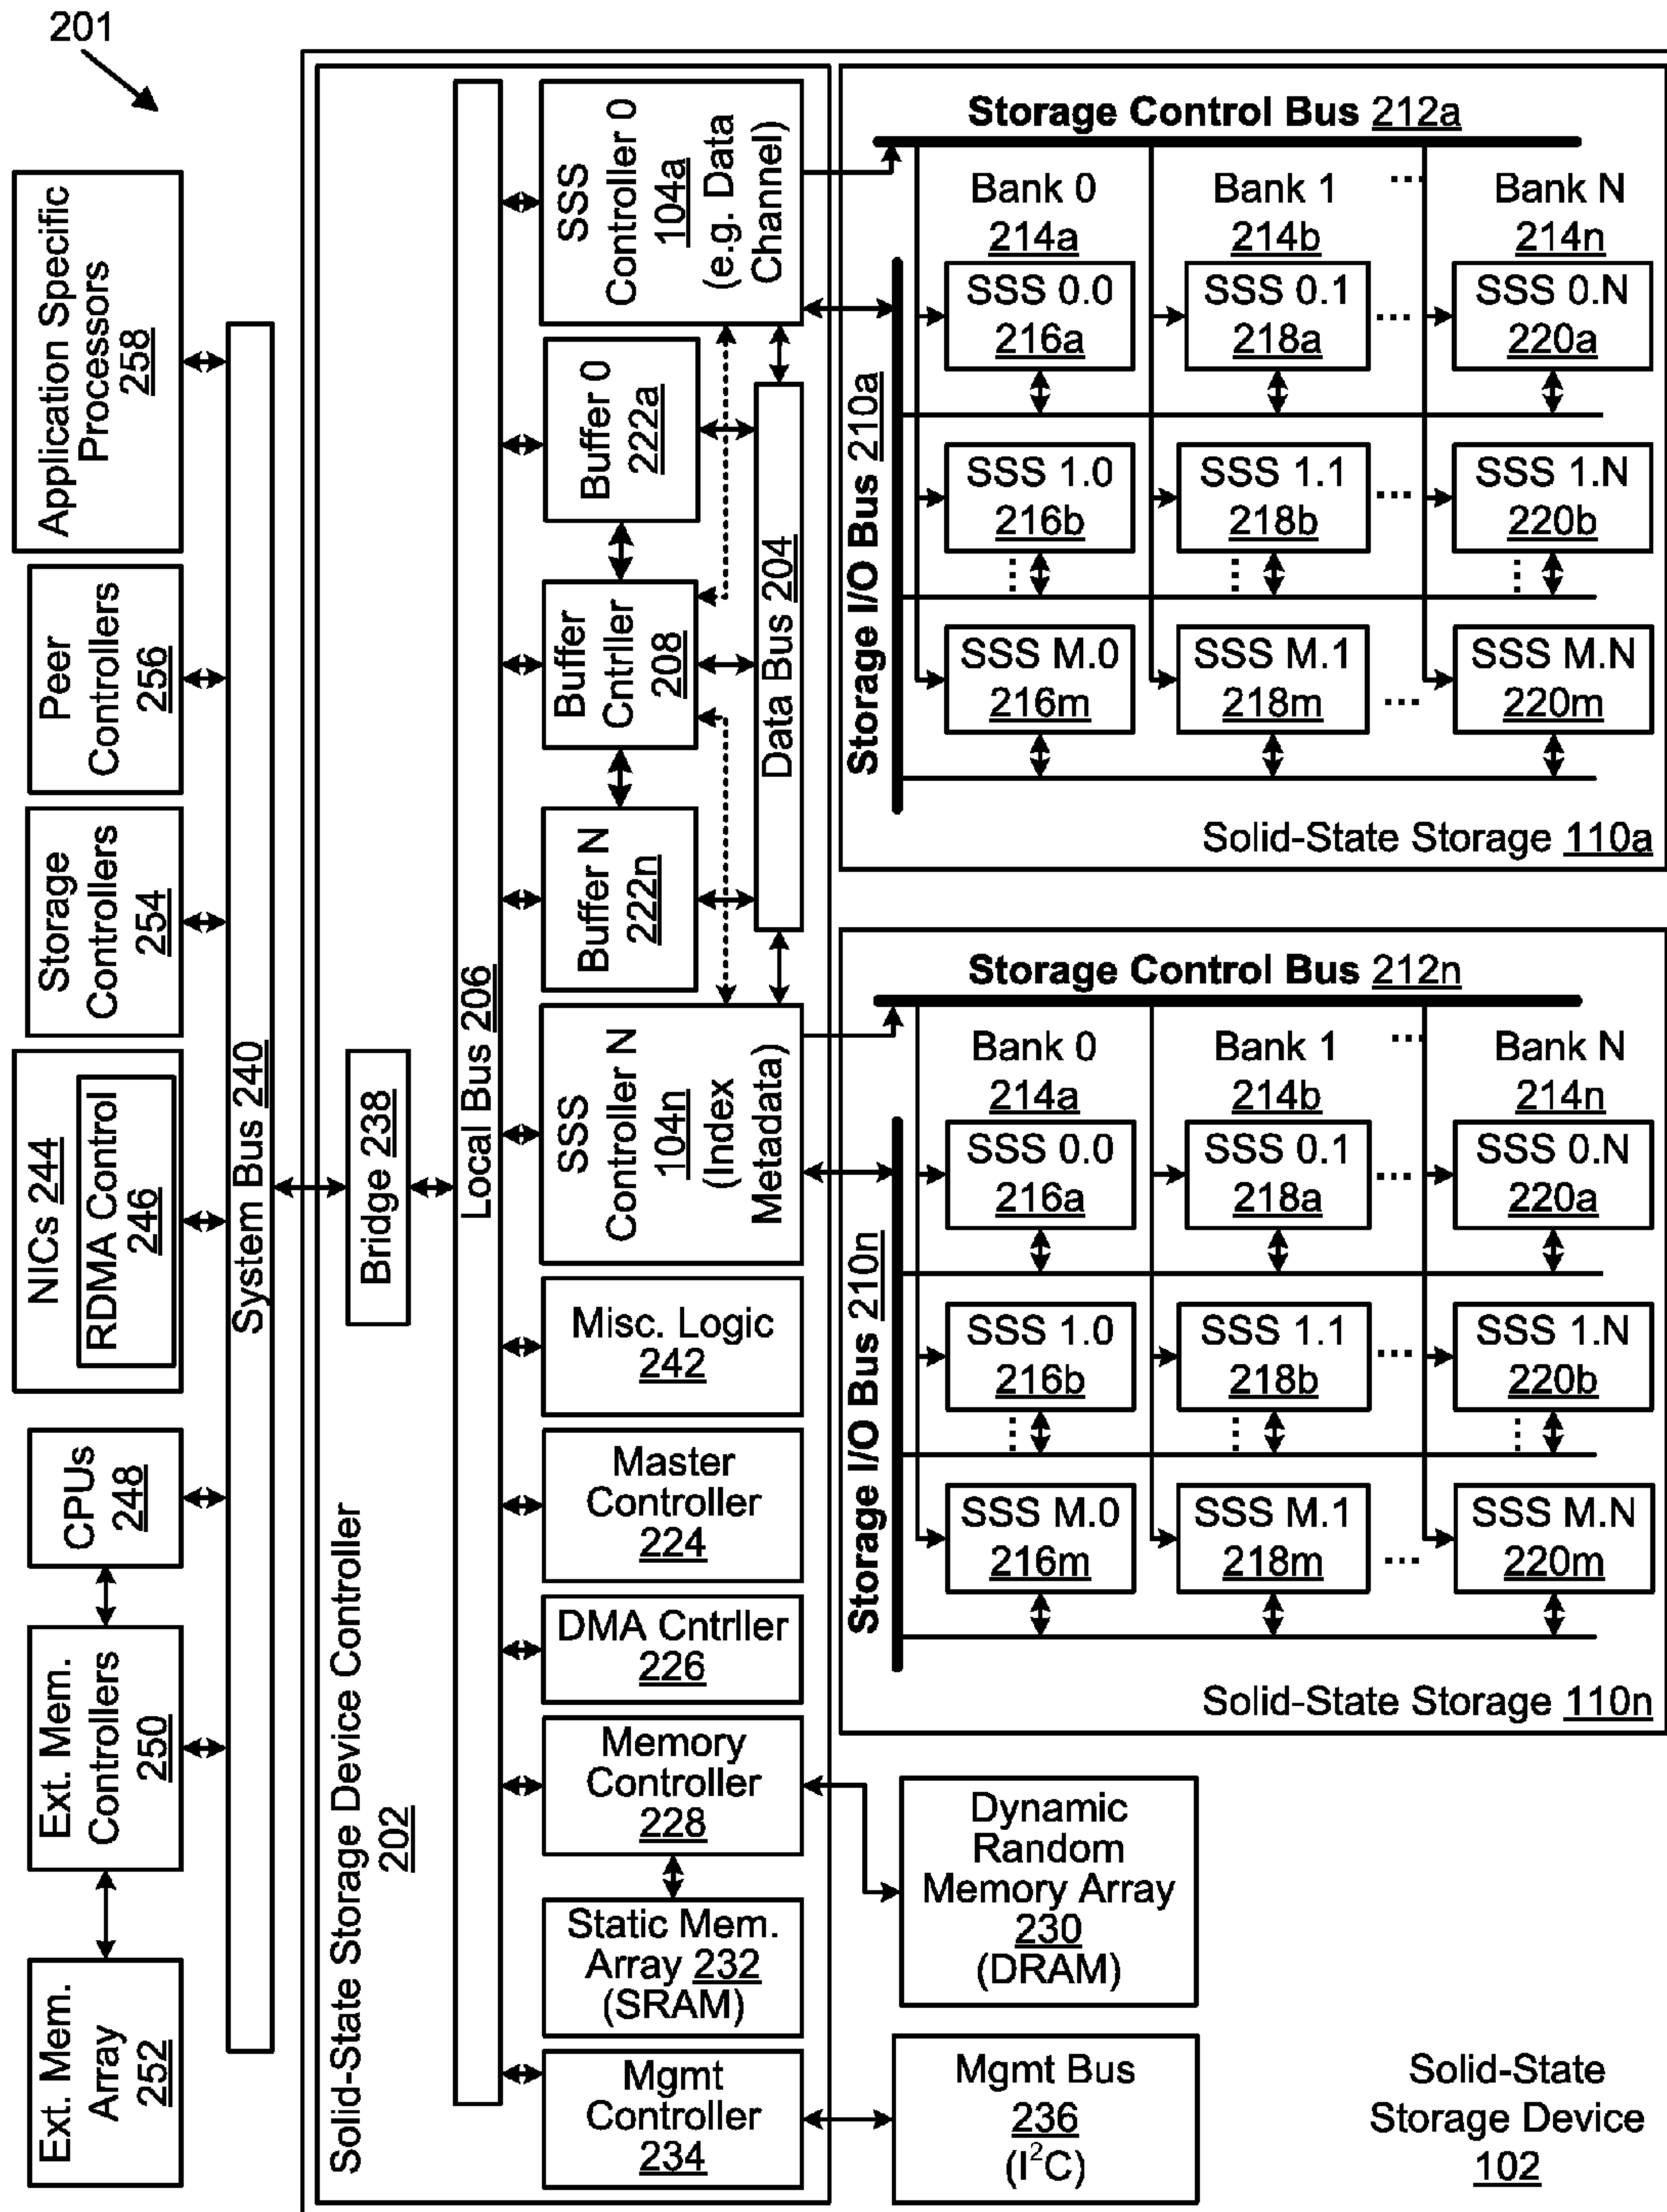 201
Application Specific
Processors
258
Peer
Controllers
256
Storage
Controllers
254
NICs 244
RDMA Control
246
CPUs
248
Ext. Mem.
Controllers
250
Ext. Mem.
Array
252
System Bus 240
Bridge 238
Solid-State Storage Device Controller
202
Local Bus 206
SSS
Controller 0
104a
(e.g. Data
Channel)
Buffer 0
222a
Buffer
Cntrller
208
Buffer N
222n
Data Bus 204
SSS
Controller N
104n
(Index
Metadata)
Misc. Logic
242
Master
Controller
224
DMA Cntrller
226
Memory
Controller
228
Static Mem.
Array 232
(SRAM)
Mgmt
Controller
234
Storage Control Bus 212a
Bank 0
214a
Bank 1
214b
...
Bank N
214n
Storage I/O Bus 210a
SSS 0.0
216a
SSS 0.1
218a
...
SSS 0.N
220a
SSS 1.0
216b
SSS 1.1
218b
...
SSS 1.N
220b
SSS M.0
216m
SSS M.1
218m
...
SSS M.N
220m
Solid-State Storage 110a
Storage Control Bus 212n
Bank 0
214a
Bank 1
214b
...
Bank N
214n
Storage I/O Bus 210n
SSS 0.0
216a
SSS 0.1
218a
...
SSS 0.N
220a
SSS 1.0
216b
SSS 1.1
218b
...
SSS 1.N
220b
SSS M.0
216m
SSS M.1
218m
...
SSS M.N
220m
Solid-State Storage 110n
Dynamic
Random
Memory Array
230
(DRAM)
Mgmt Bus
236
(I²C)
Solid-State
Storage Device
102